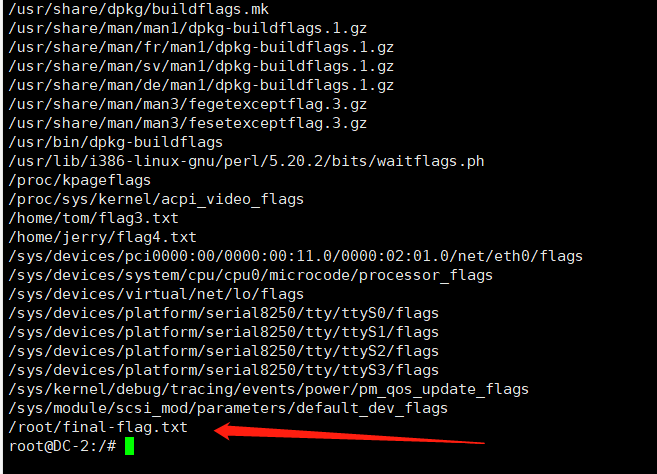 /usr/share/dpkg/buildflags.mk
/usr/share/man/man1/dpkg-buildflags.1.gz
/usr/share/man/fr/man1/dpkg-buildflags.1.gz
/usr/share/man/sv/man1/dpkg-buildflags.1.gz
/usr/share/man/de/man1/dpkg-buildflags.1.gz
/usr/share/man/man3/fegetexceptflag.3.gz
/usr/share/man/man3/fesetexceptflag.3.gz
/usr/bin/dpkg-buildflags
/usr/lib/i386-linux-gnu/perl/5.20.2/bits/waitflags.ph
/proc/kpageflags
/proc/sys/kernel/acpi_video_flags
/home/tom/flag3.txt
/home/jerry/flag4.txt
/sys/devices/pci0000:00/0000:00:11.0/0000:02:01.0/net/eth0/flags
/sys/devices/system/cpu/cpu0/microcode/processor_flags
/sys/devices/virtual/net/lo/flags
/sys/devices/platform/serial8250/tty/ttyS0/flags
/sys/devices/platform/serial8250/tty/ttyS1/flags
/sys/devices/platform/serial8250/tty/ttyS2/flags
/sys/devices/platform/serial8250/tty/ttyS3/flags
/sys/kernel/debug/tracing/events/power/pm_qos_update_flags
/sys/module/scsi_mod/parameters/default_dev_flags
/root/final-flag.txt
root@DC-2:/#